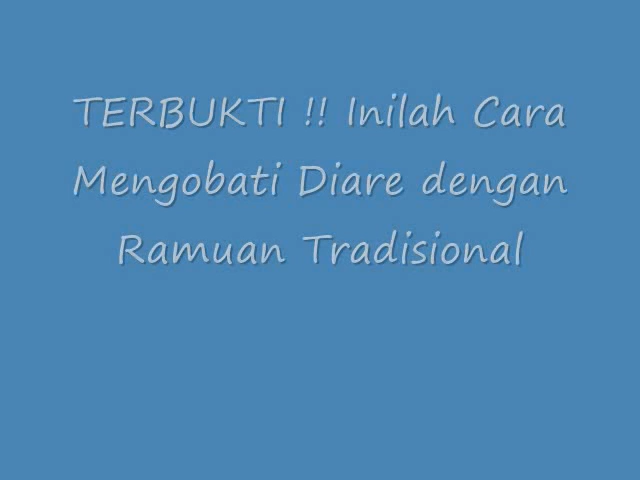 TERBUKTI !! Inilah Cara
Mengobati Diare dengan
Ramuan Tradisional